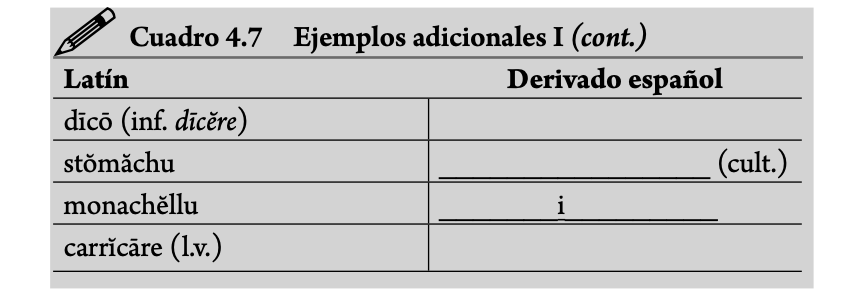 Cuadro 4.7 Ejemplos adicionales I (cont.)
Latín Derivado español
dīcō (inf. dīcĕre)
stŏmăchu ____________________ (cult.)
monachĕllu _________i___________
carrĭcāre (l.v.)